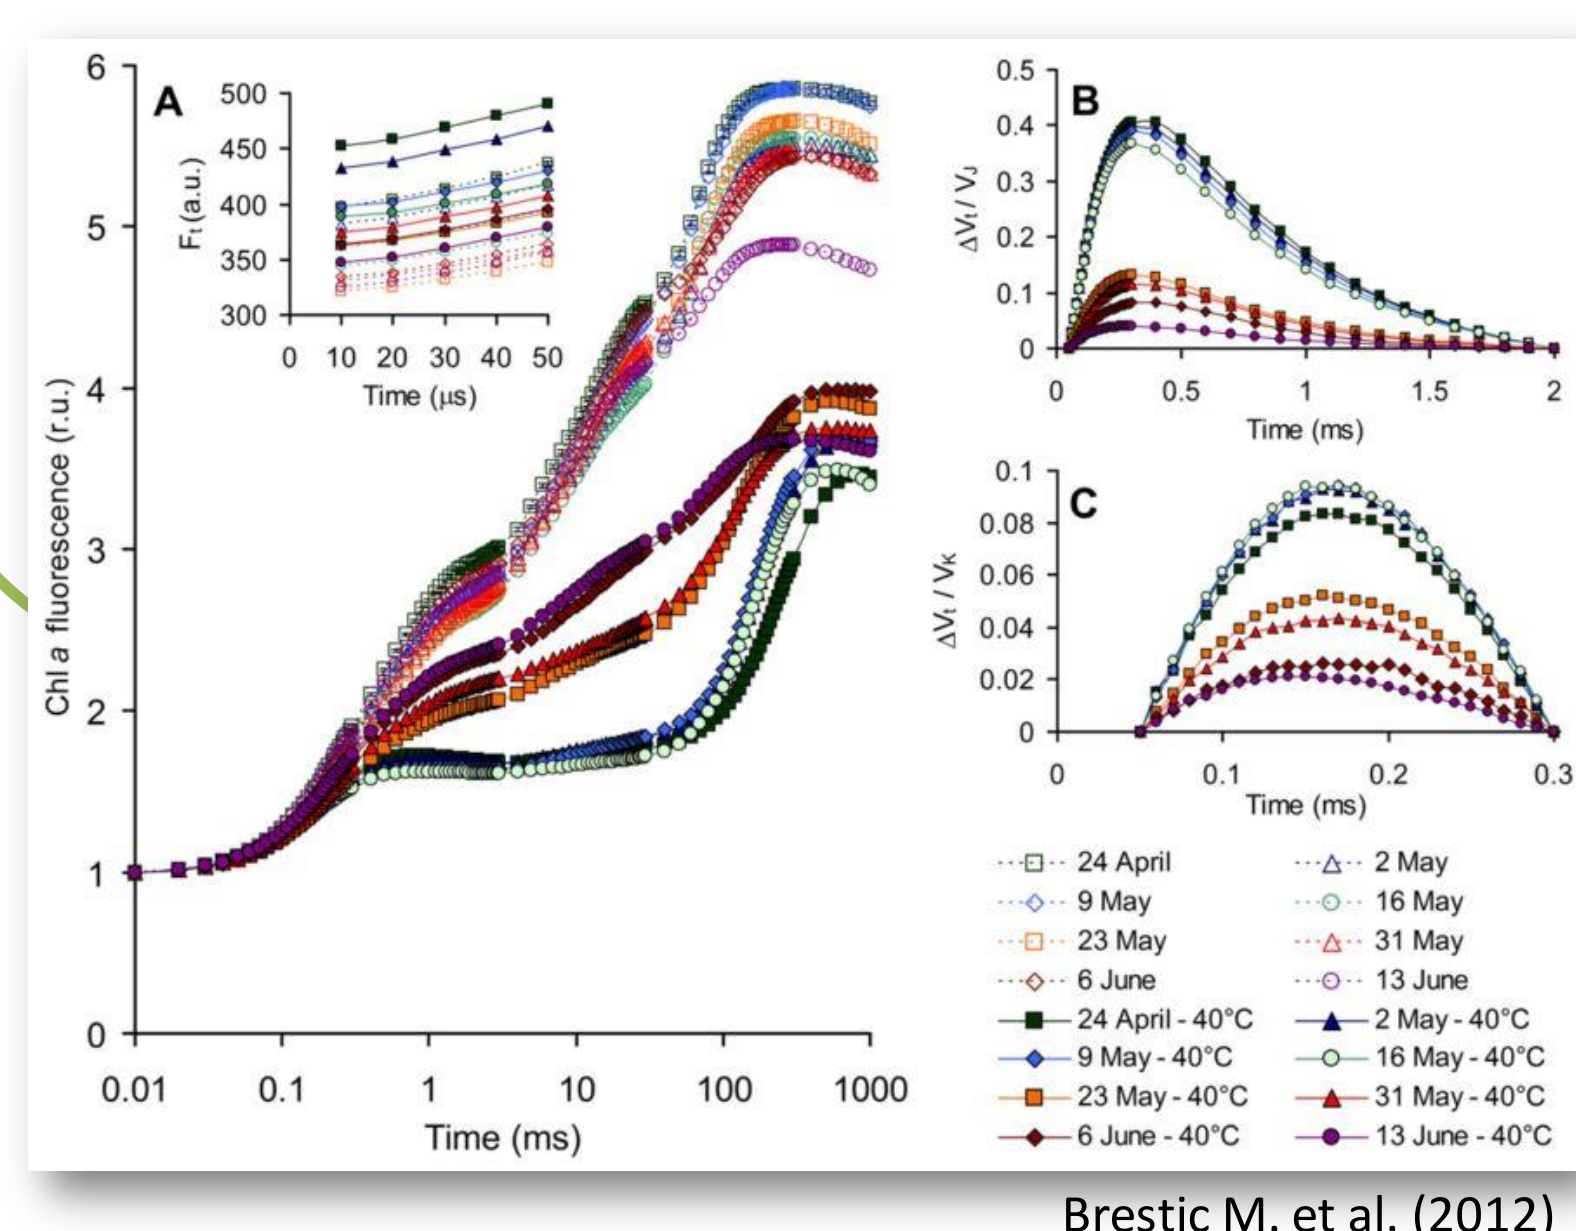 A
6
5
4
3
2
1
0
Chl a fluorescence (r.u.)
0.01 0.1 1 10 100 1000
Time (ms)
500
450
400
350
300
Ft (a.u.)
0 10 20 30 40 50
Time (μs)
B
0.5
0.4
0.3
0.2
0.1
0
ΔVt / VJ
0 0.5 1 1.5 2
Time (ms)
C
0.1
0.08
0.06
0.04
0.02
0
ΔVt / VK
0 0.1 0.2 0.3
Time (ms)
24 April 2 May
9 May 16 May
23 May 31 May
6 June 13 June
24 April - 40°C 2 May - 40°C
9 May - 40°C 16 May - 40°C
23 May - 40°C 31 May - 40°C
6 June - 40°C 13 June - 40°C
Brestic M. et al. (2012)